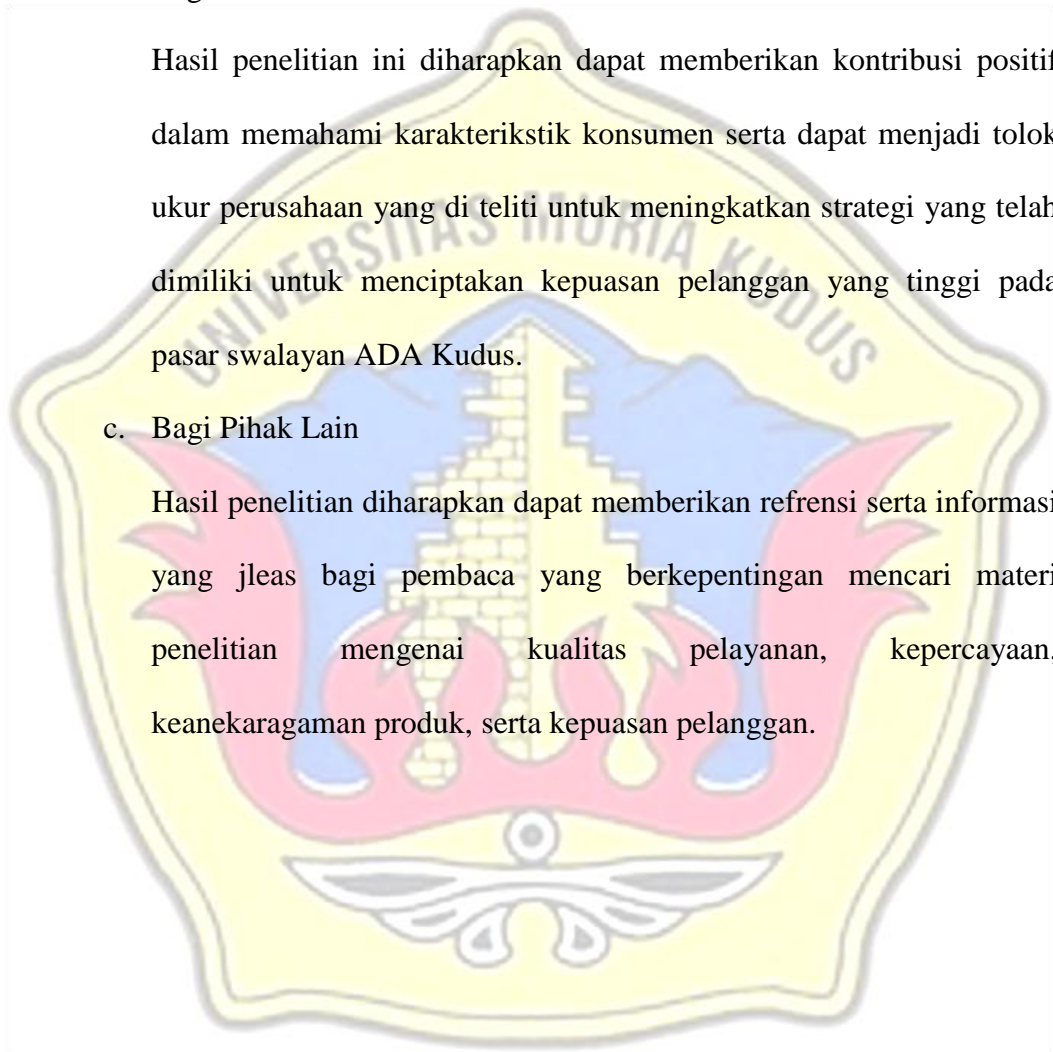 Hasil penelitian ini diharapkan dapat memberikan kontribusi positif
dalam memahami karakterikstik konsumen serta dapat menjadi tolok
ukur perusahaan yang di teliti untuk meningkatkan strategi yang telah
dimiliki untuk menciptakan kepuasan pelanggan yang tinggi pada
pasar swalayan ADA Kudus.
c. Bagi Pihak Lain
Hasil penelitian diharapkan dapat memberikan refrensi serta informasi
yang jleas bagi pembaca yang berkepentingan mencari materi
penelitian mengenai kualitas pelayanan, kepercayaan,
keanekaragaman produk, serta kepuasan pelanggan.
UNIVERSITAS MURIA KUDUS